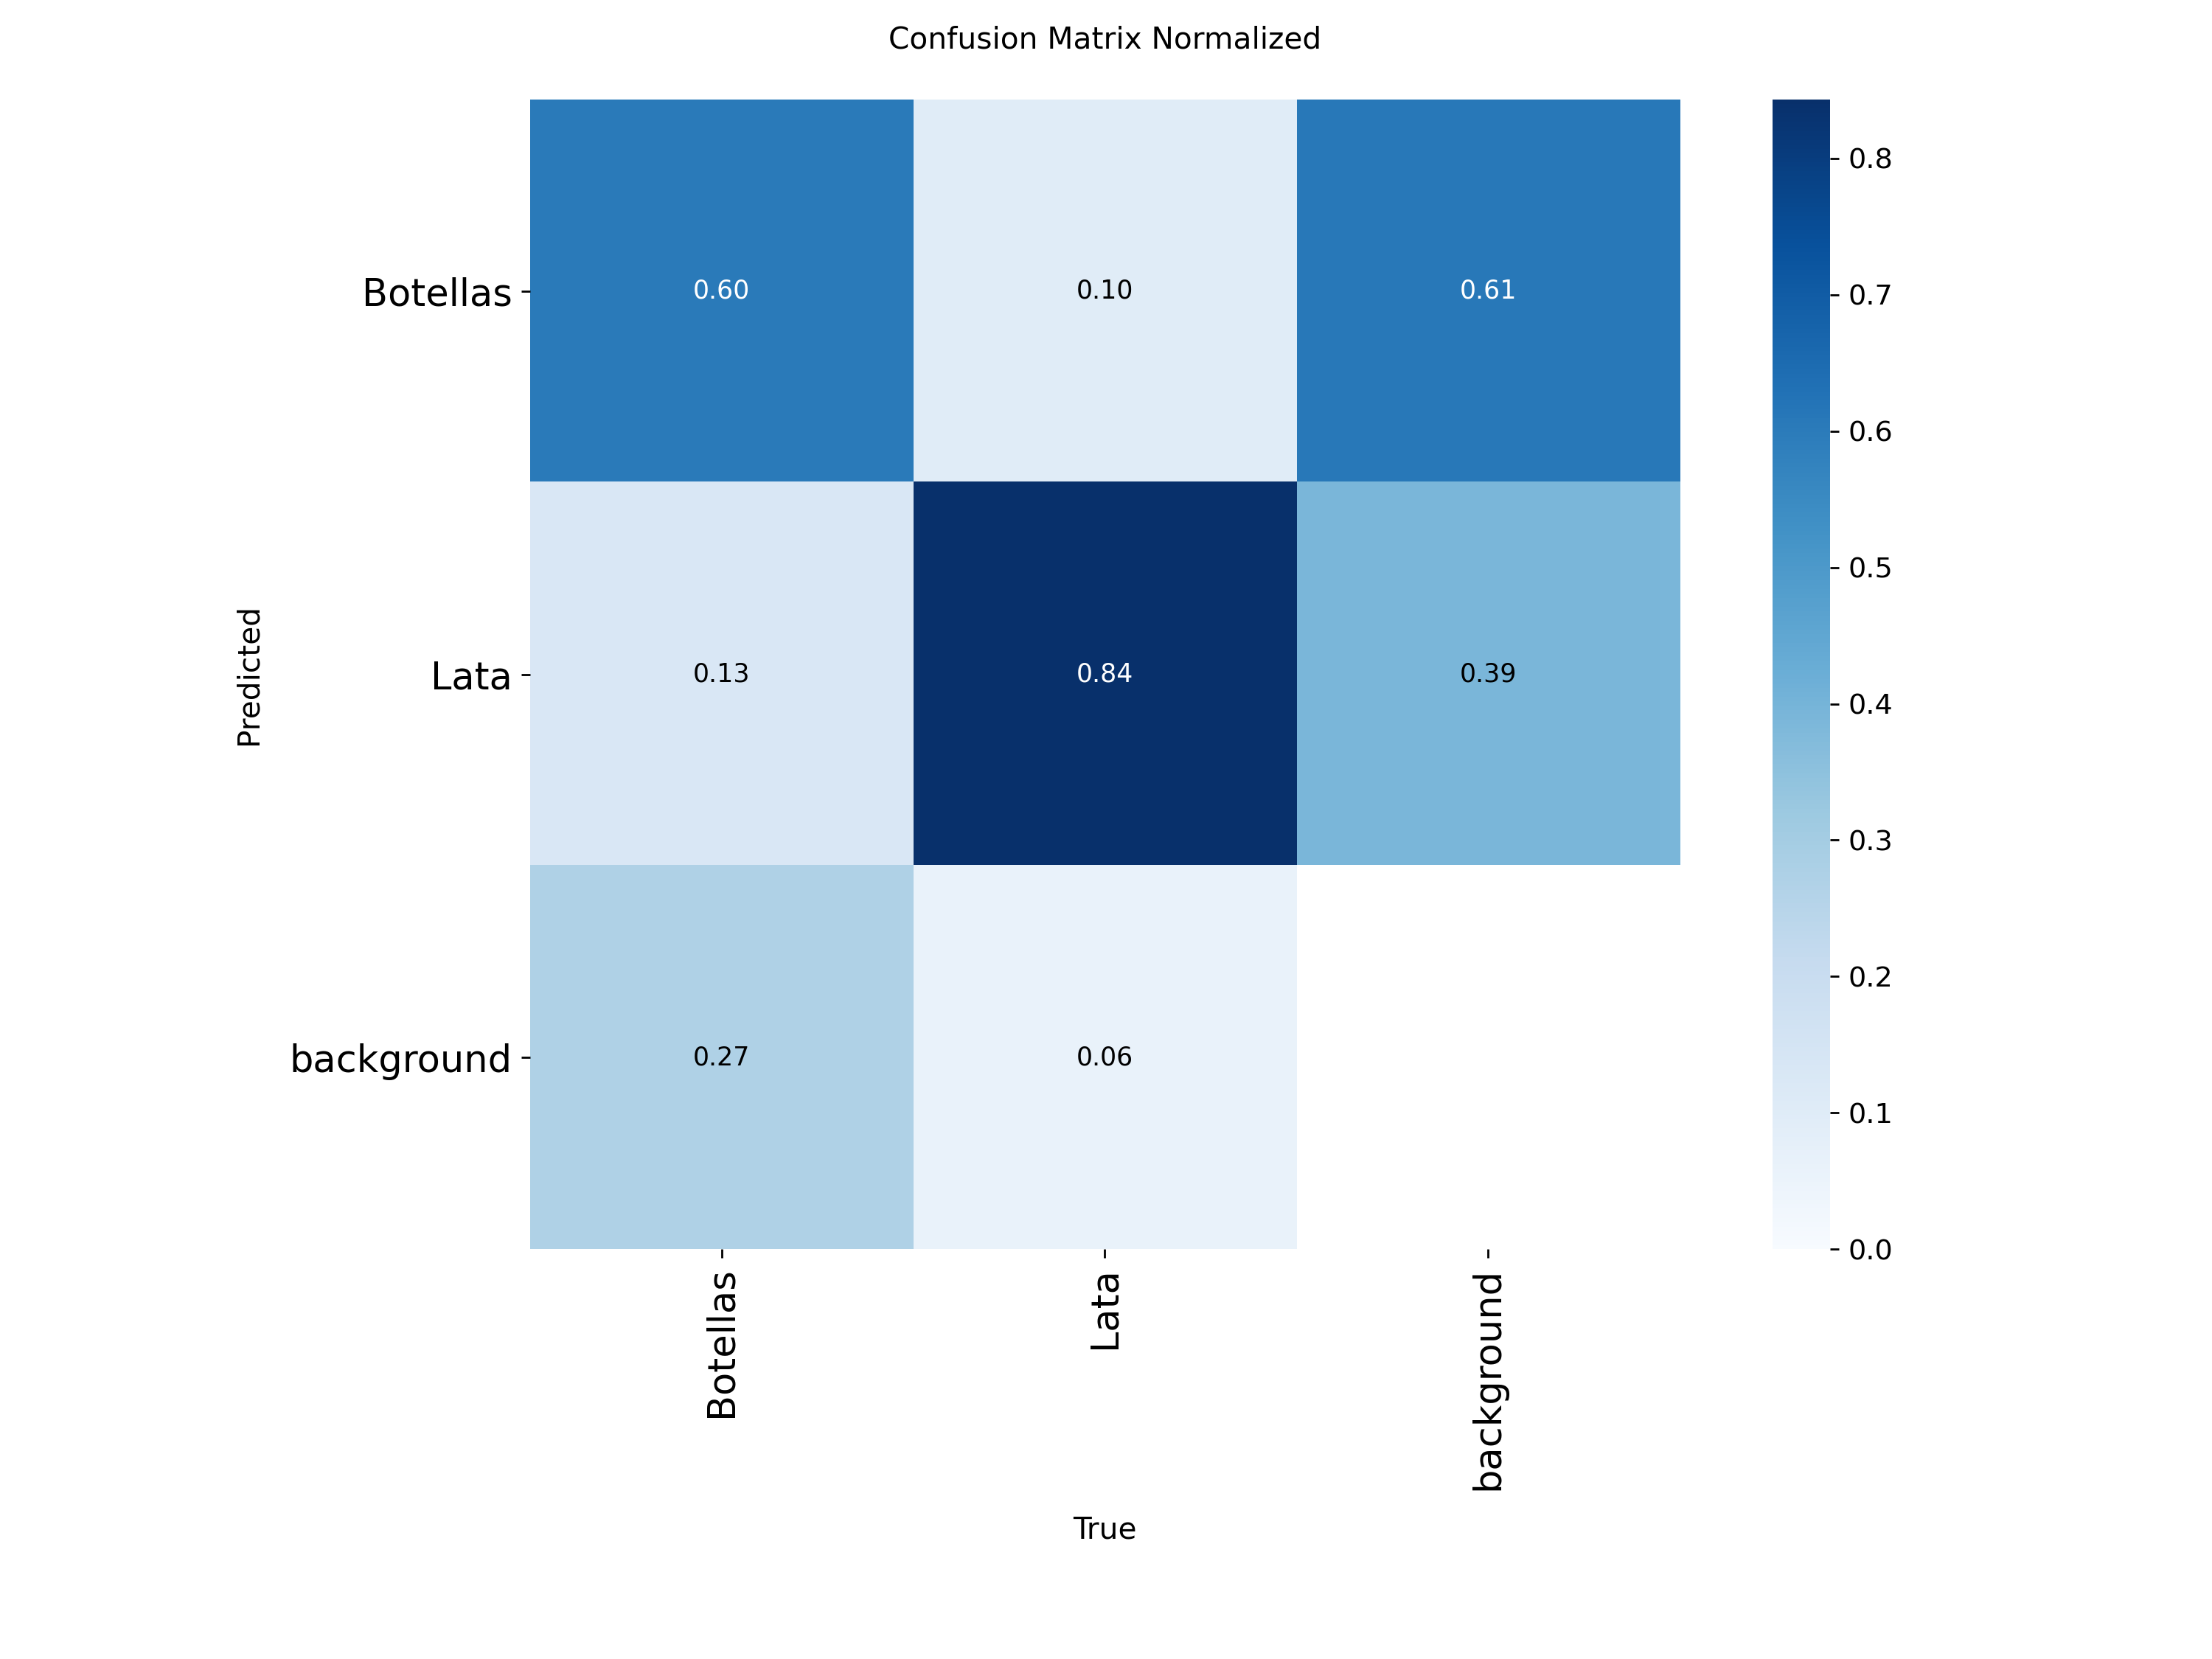 Confusion Matrix Normalized
Predicted
Botellas
0.60
0.10
0.61
Lata
0.13
0.84
0.39
background
0.27
0.06
Botellas
Lata
background
True
0.8
0.7
0.6
0.5
0.4
0.3
0.2
0.1
0.0